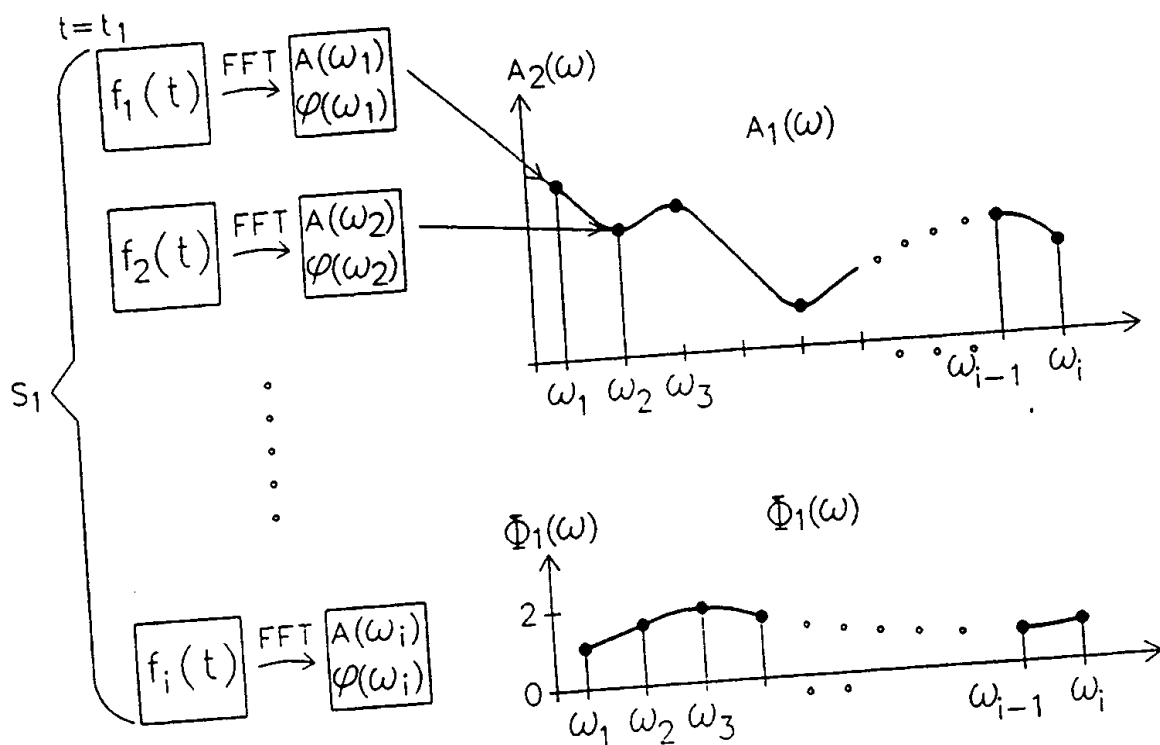 t=t₁
f₁(t) FFT A(ω₁)
φ(ω₁)
f₂(t) FFT A(ω₂)
φ(ω₂)
S₁
fᵢ(t) FFT A(ωᵢ)
φ(ωᵢ)
A₂(ω)
A₁(ω)
ω₁ ω₂ ω₃ ωᵢ₋₁ ωᵢ
Φ₁(ω)
Φ₁(ω)
2
0
ω₁ ω₂ ω₃ ωᵢ₋₁ ωᵢ